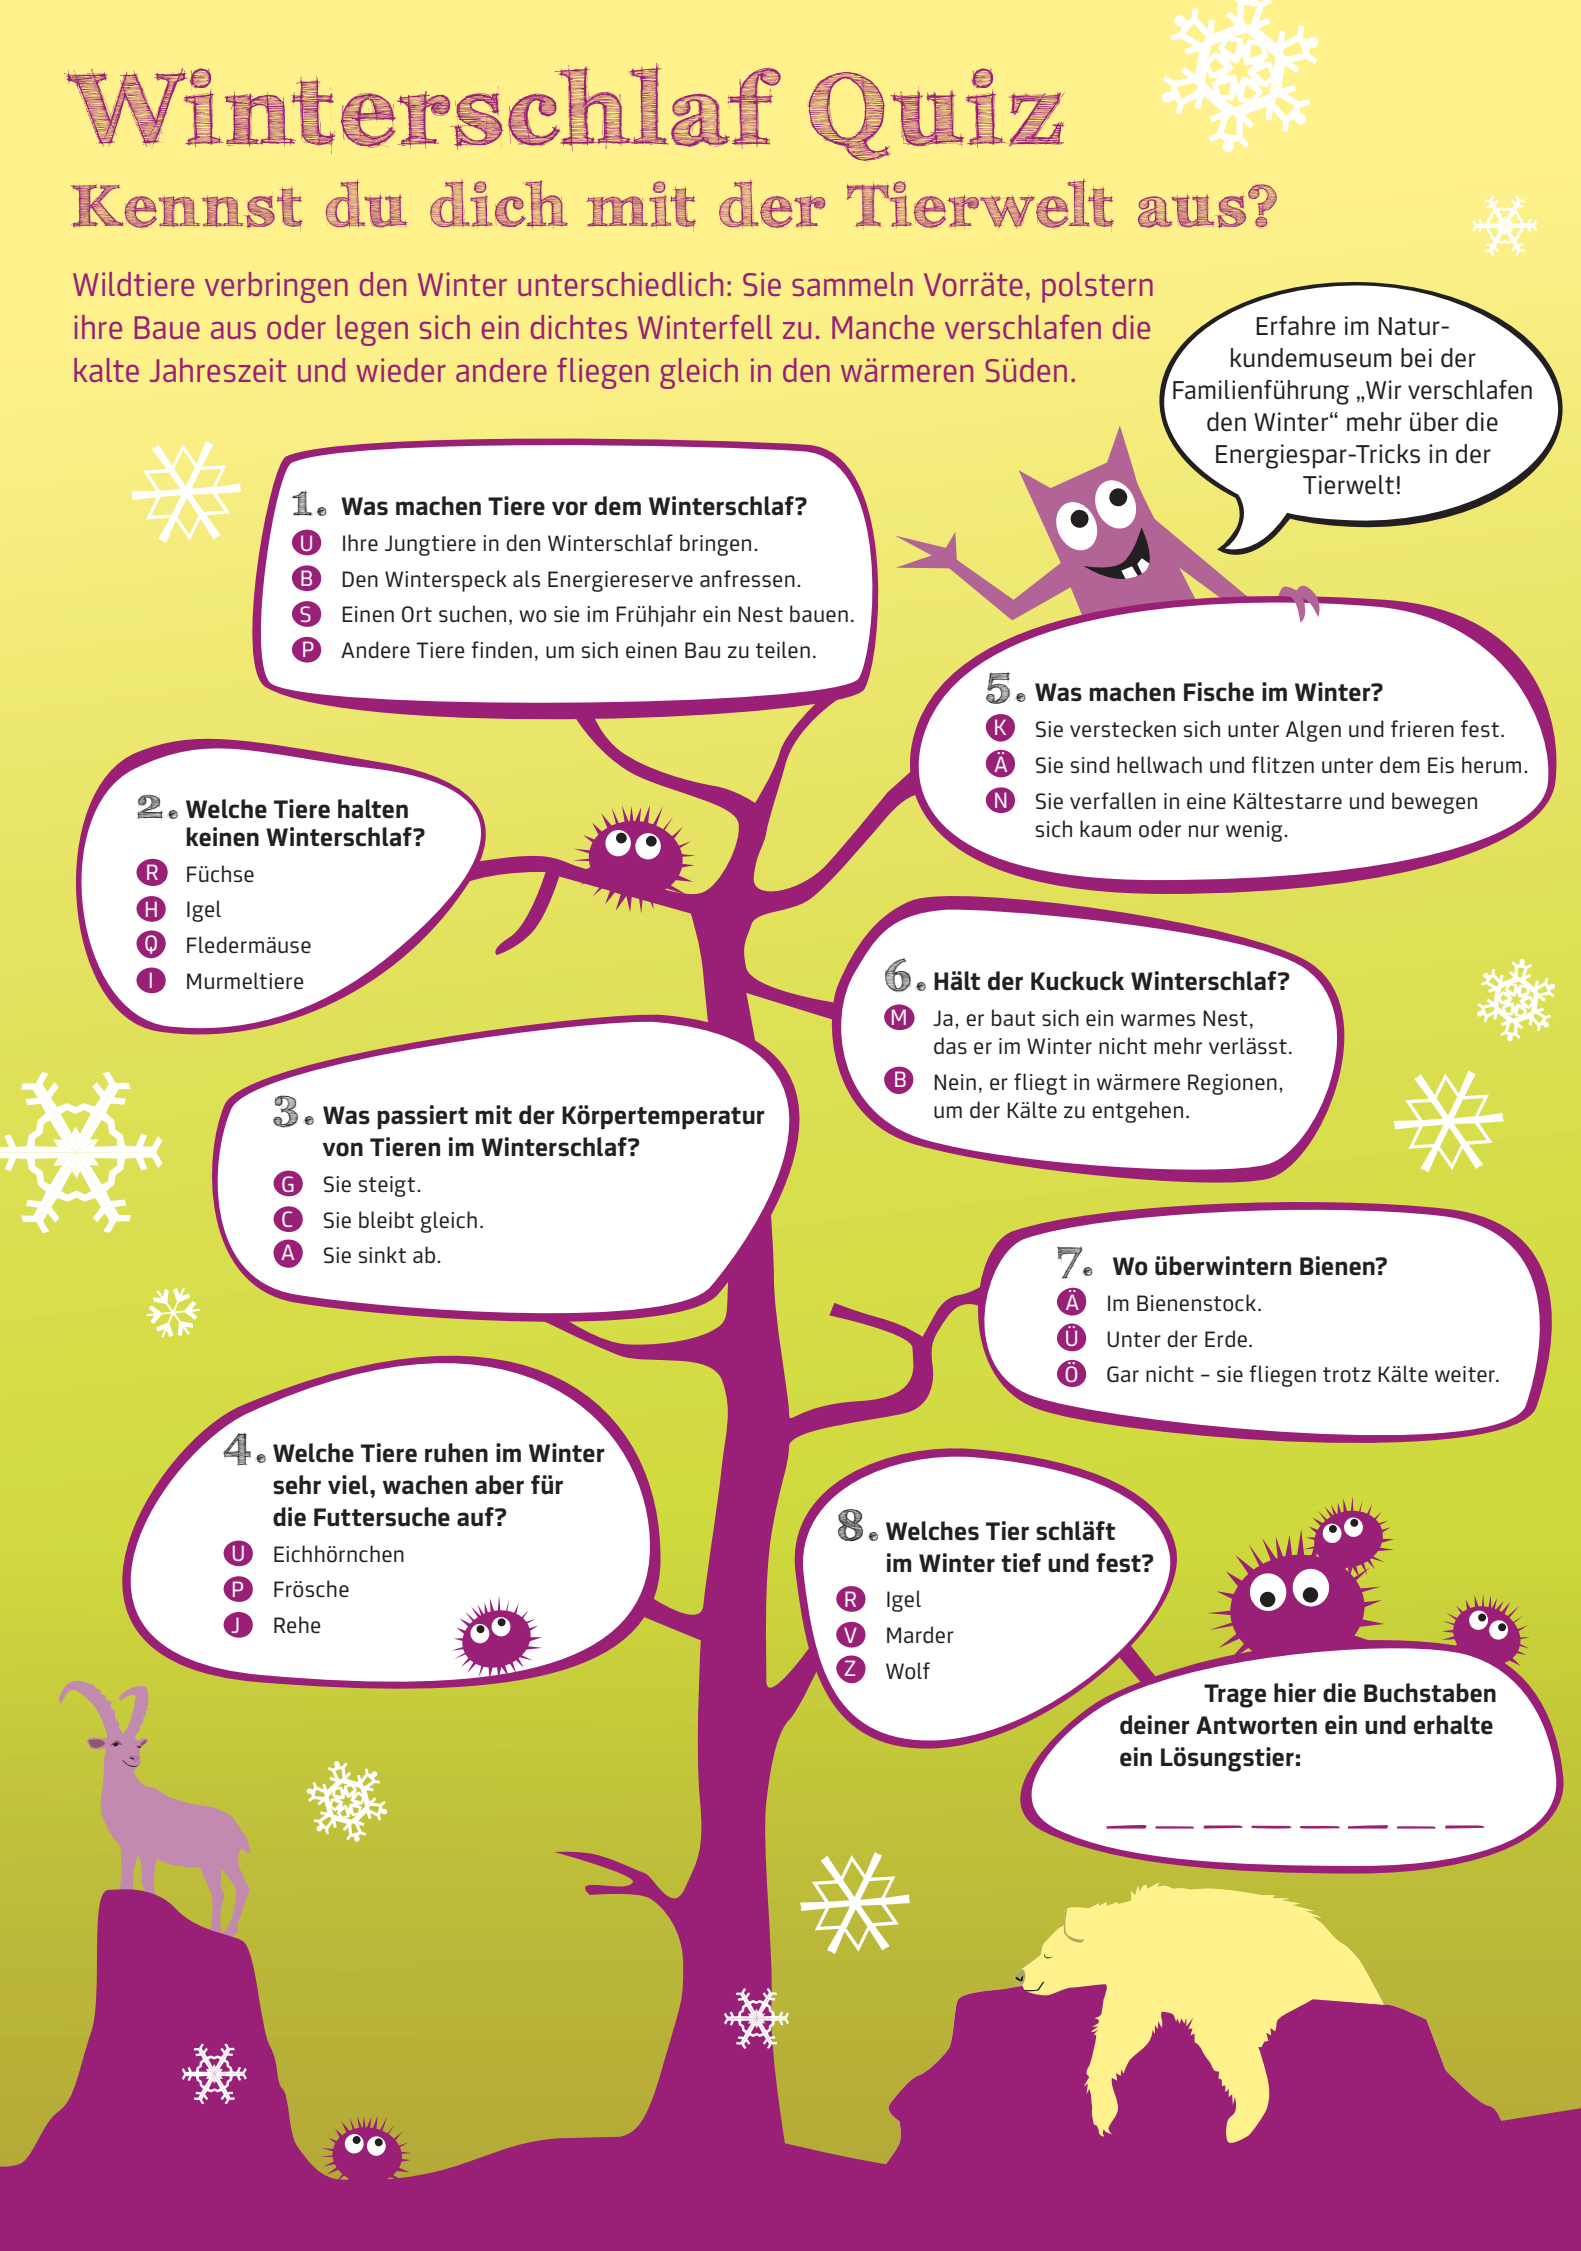 Winterschlaf Quiz
Kennst du dich mit der Tierwelt aus?
Wildtiere verbringen den Winter unterschiedlich: Sie sammeln Vorräte, polstern
ihre Baue aus oder legen sich ein dichtes Winterfell zu. Manche verschlafen die
kalte Jahreszeit und wieder andere fliegen gleich in den wärmeren Süden.
Erfahre im Natur-
kundemuseum bei der
Familienführung „Wir verschlafen
den Winter“ mehr über die
Energiespar-Tricks in der
Tierwelt!
1. Was machen Tiere vor dem Winterschlaf?
U Ihre Jungtiere in den Winterschlaf bringen.
B Den Winterspeck als Energiereserve anfressen.
S Einen Ort suchen, wo sie im Frühjahr ein Nest bauen.
P Andere Tiere finden, um sich einen Bau zu teilen.
2. Welche Tiere halten
keinen Winterschlaf?
R Füchse
H Igel
Q Fledermäuse
I Murmeltiere
3. Was passiert mit der Körpertemperatur
von Tieren im Winterschlaf?
G Sie steigt.
C Sie bleibt gleich.
A Sie sinkt ab.
4. Welche Tiere ruhen im Winter
sehr viel, wachen aber für
die Futtersuche auf?
U Eichhörnchen
P Frösche
J Rehe
5. Was machen Fische im Winter?
K Sie verstecken sich unter Algen und frieren fest.
Ä Sie sind hellwach und flitzen unter dem Eis herum.
N Sie verfallen in eine Kältestarre und bewegen
sich kaum oder nur wenig.
6. Hält der Kuckuck Winterschlaf?
M Ja, er baut sich ein warmes Nest,
das er im Winter nicht mehr verlässt.
B Nein, er fliegt in wärmere Regionen,
um der Kälte zu entgehen.
7. Wo überwintern Bienen?
Ä Im Bienenstock.
Ü Unter der Erde.
Ö Gar nicht – sie fliegen trotz Kälte weiter.
8. Welches Tier schläft
im Winter tief und fest?
R Igel
V Marder
Z Wolf
Trage hier die Buchstaben
deiner Antworten ein und erhalte
ein Lösungstier:
_ _ _ _ _ _ _ _